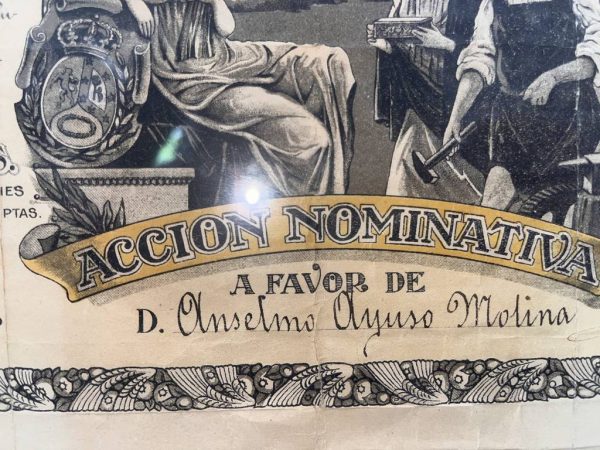 PTAS.
ACCION NOMINATIVA
A FAVOR DE
D. Anselmo Ayuso Molina